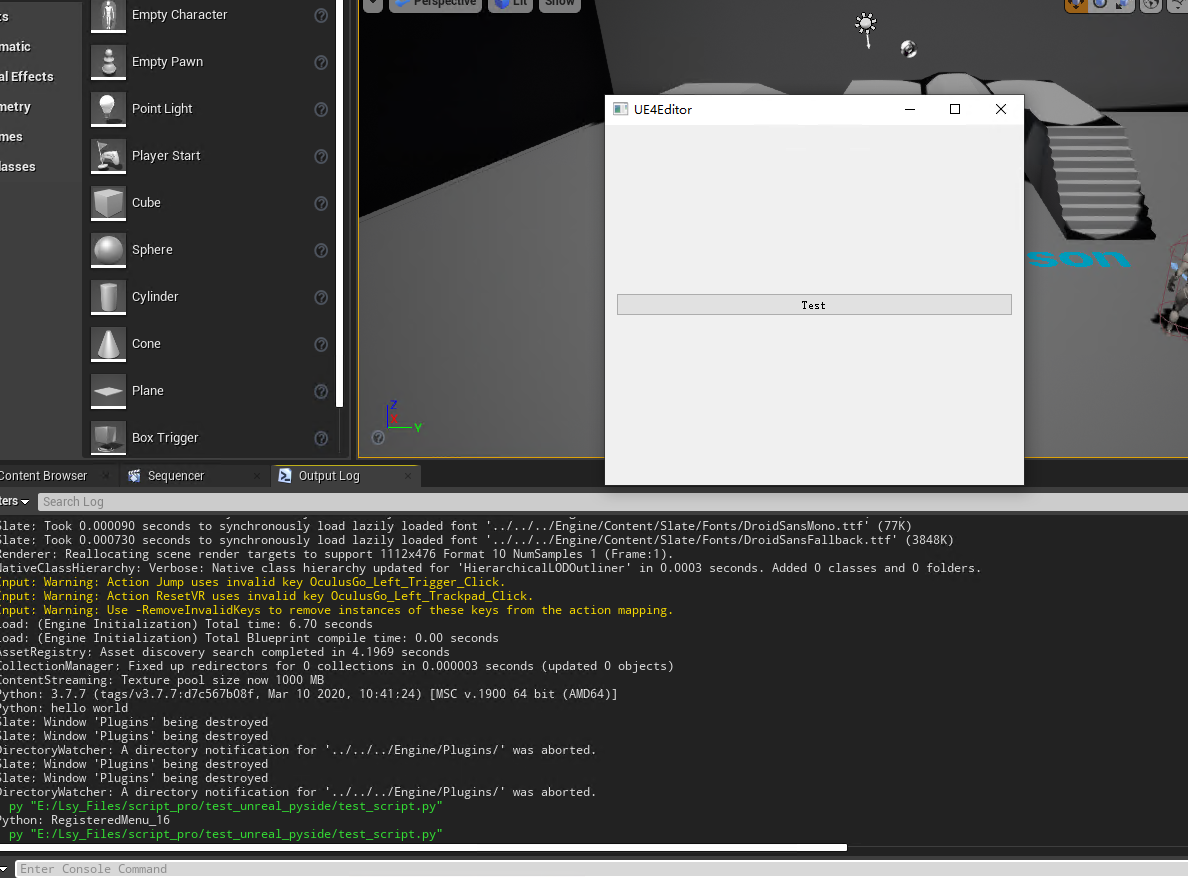 ts
matic
al Effects
metry
mes
lasses
Empty Character
Empty Pawn
Point Light
Player Start
Cube
Sphere
Cylinder
Cone
Plane
Box Trigger
Perspective
Lit
Show
UE4Editor
Test
son
Z
X
Y
Content Browser
Sequencer
Output Log
ters
Search Log
Slate: Took 0.000090 seconds to synchronously load lazily loaded font '../../../Engine/Content/Slate/Fonts/DroidSansMono.ttf' (77K)
Slate: Took 0.000730 seconds to synchronously load lazily loaded font '../../../Engine/Content/Slate/Fonts/DroidSansFallback.ttf' (3848K)
Renderer: Reallocating scene render targets to support 1112x476 Format 10 NumSamples 1 (Frame:1).
NativeClassHierarchy: Verbose: Native class hierarchy updated for 'HierarchicalLODOutliner' in 0.0003 seconds. Added 0 classes and 0 folders.
Input: Warning: Action Jump uses invalid key OculusGo_Left_Trigger_Click.
Input: Warning: Action ResetVR uses invalid key OculusGo_Left_Trackpad_Click.
Input: Warning: Use -RemoveInvalidKeys to remove instances of these keys from the action mapping.
Load: (Engine Initialization) Total time: 6.70 seconds
Load: (Engine Initialization) Total Blueprint compile time: 0.00 seconds
AssetRegistry: Asset discovery search completed in 4.1969 seconds
CollectionManager: Fixed up redirectors for 0 collections in 0.000003 seconds (updated 0 objects)
ContentStreaming: Texture pool size now 1000 MB
Python: 3.7.7 (tags/v3.7.7:d7c567b08f, Mar 10 2020, 10:41:24) [MSC v.1900 64 bit (AMD64)]
Python: hello world
Slate: Window 'Plugins' being destroyed
Slate: Window 'Plugins' being destroyed
DirectoryWatcher: A directory notification for '../../../Engine/Plugins/' was aborted.
Slate: Window 'Plugins' being destroyed
Slate: Window 'Plugins' being destroyed
DirectoryWatcher: A directory notification for '../../../Engine/Plugins/' was aborted.
py "E:/Lsy_Files/script_pro/test_unreal_pyside/test_script.py"
Python: RegisteredMenu_16
py "E:/Lsy_Files/script_pro/test_unreal_pyside/test_script.py"
Enter Console Command